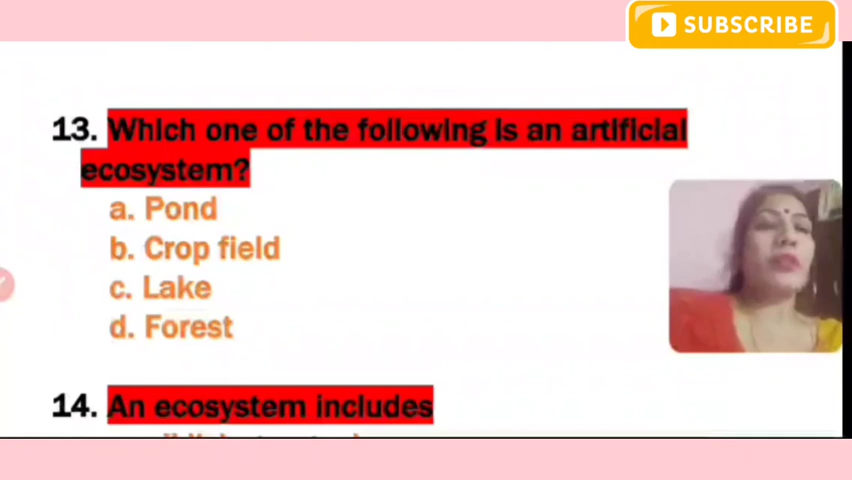 SUBSCRIBE
13. Which one of the following is an artificial
ecosystem?
a. Pond
b. Crop field
c. Lake
d. Forest
14. An ecosystem includes